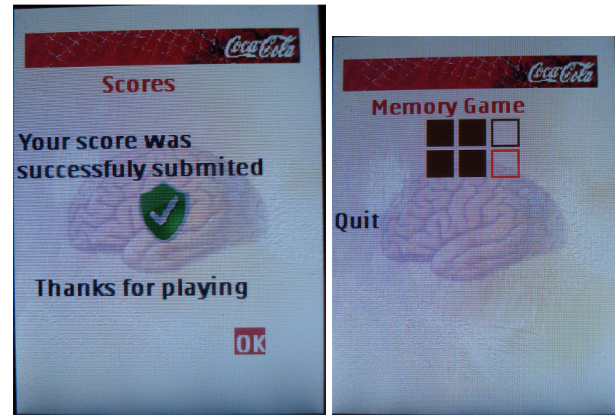 Coca-Cola
Scores
Your score was
successfuly submited
Thanks for playing
OK
Coca-Cola
Memory Game
Quit